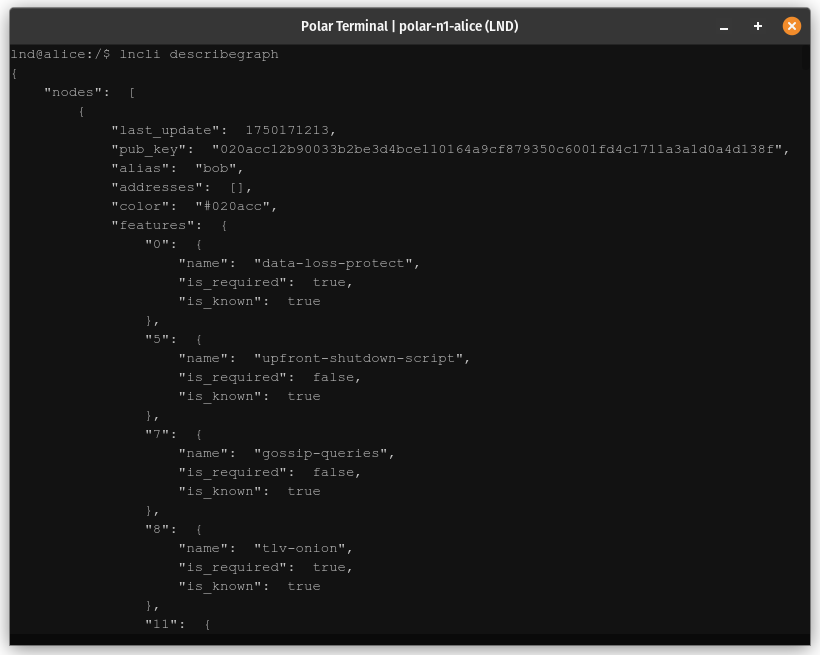 Polar Terminal | polar-n1-alice (LND)
lnd@alice:/$ lncli describegraph
{
    "nodes":  [
        {
            "last_update":  1750171213,
            "pub_key":  "020acc12b90033b2be3d4bce110164a9cf879350c6001fd4c1711a3a1d0a4d138f",
            "alias":  "bob",
            "addresses":  [],
            "color":  "#020acc",
            "features":  {
                "0":  {
                    "name":  "data-loss-protect",
                    "is_required":  true,
                    "is_known":  true
                },
                "5":  {
                    "name":  "upfront-shutdown-script",
                    "is_required":  false,
                    "is_known":  true
                },
                "7":  {
                    "name":  "gossip-queries",
                    "is_required":  false,
                    "is_known":  true
                },
                "8":  {
                    "name":  "tlv-onion",
                    "is_required":  true,
                    "is_known":  true
                },
                "11":  {